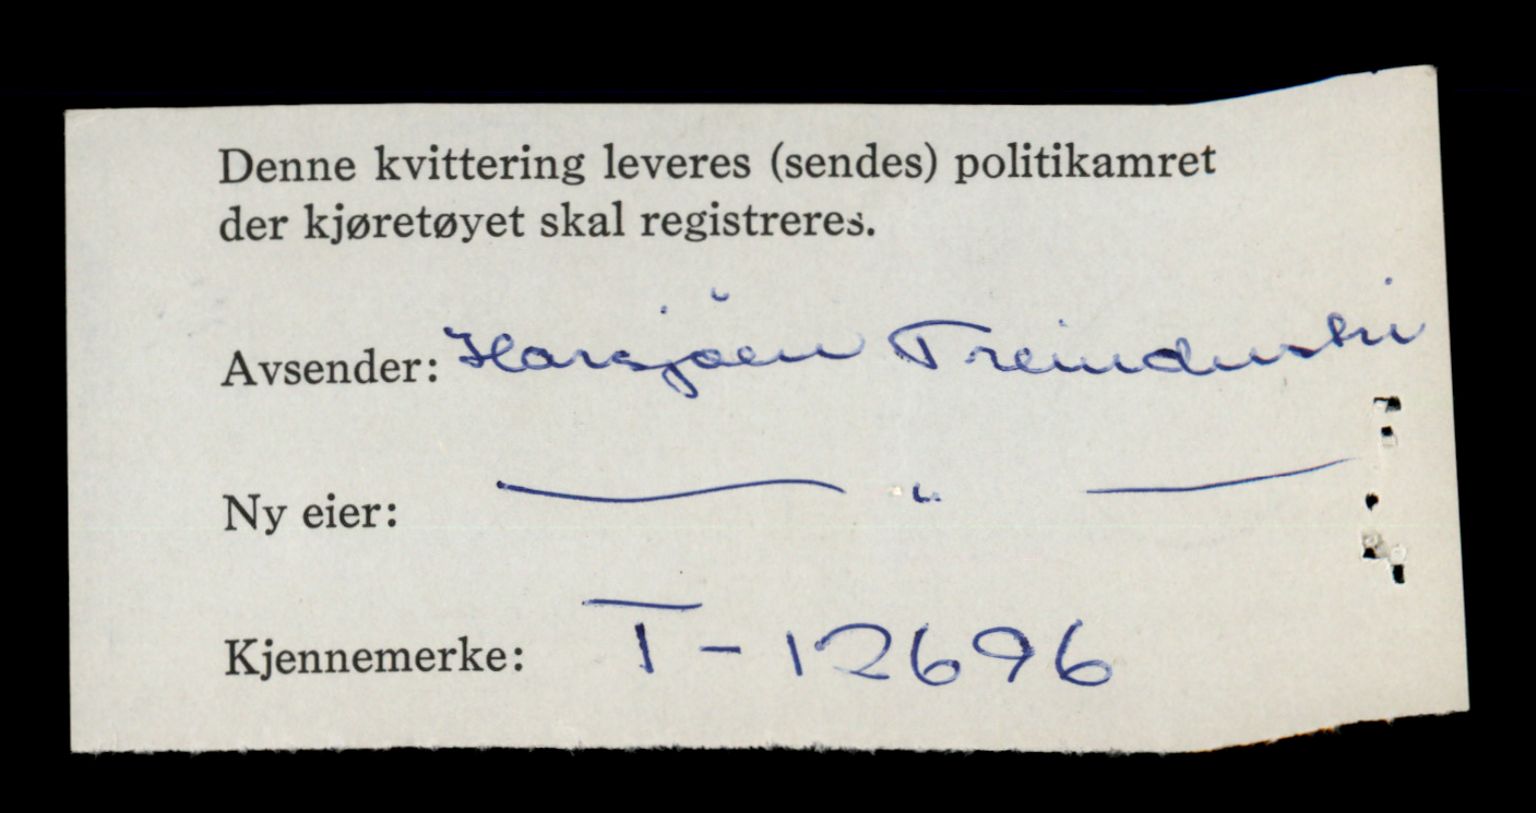 Denne kvittering leveres (sendes) politikamret
der kjøretøyet skal registreres.
Avsender: Harsjøen Treindustri
Ny eier: — " —
Kjennemerke: T-12696